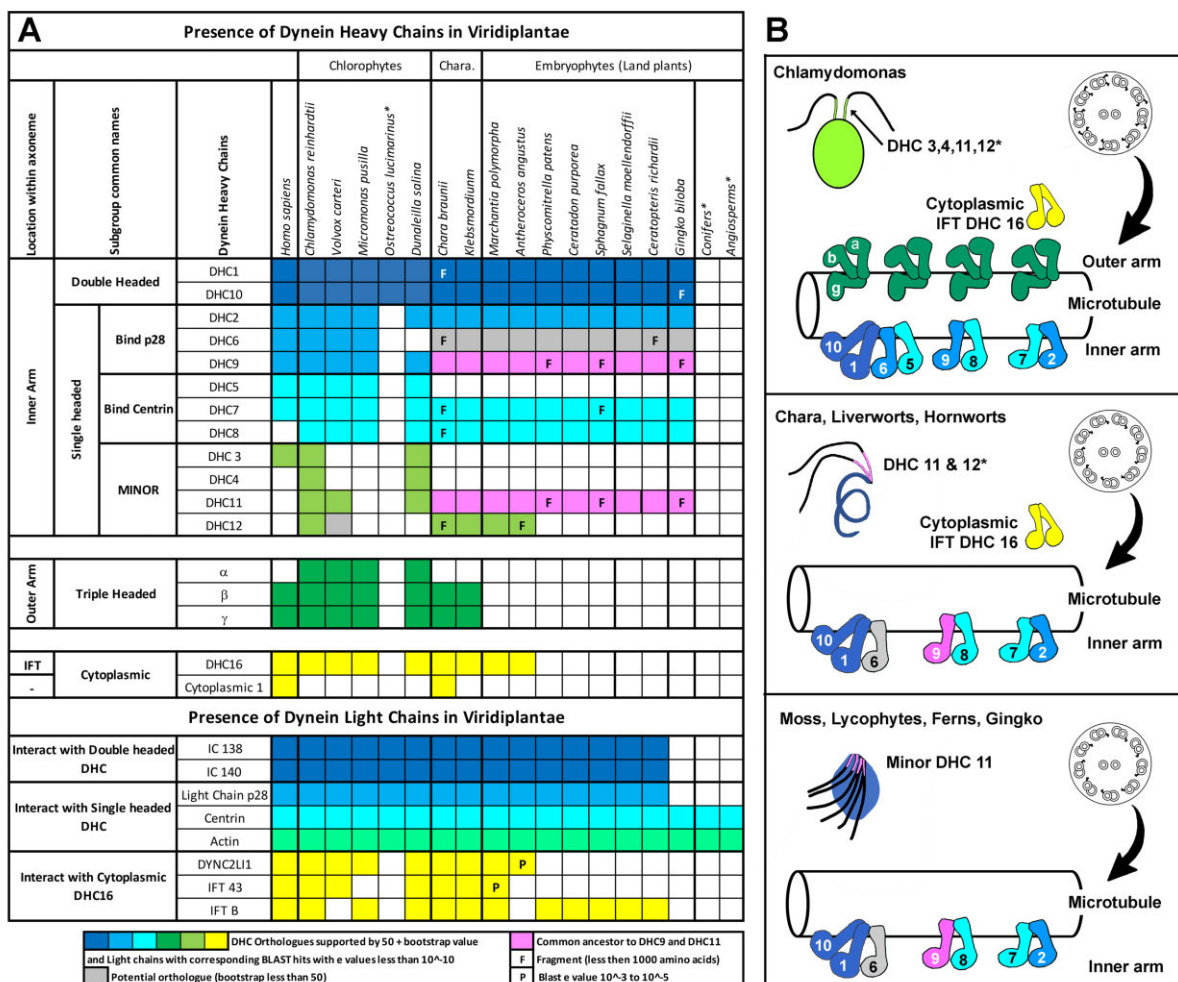 A
Presence of Dynein Heavy Chains in Viridiplantae
Chlorophytes
Chara.
Embryophytes (Land plants)
Location within axoneme
Subgroup common names
Dynein Heavy Chains
Homo sapiens
Chlamydomonas reinhardtii
Volvox carteri
Micromonas pusilla
Ostreococcus lucimarinus*
Dunaleilla salina
Chara braunii
Klebsmordiunm
Marchantia polymorpha
Antheroceros angustus
Physcomitrella patens
Ceratadon purporea
Sphagnum fallax
Selaginella moellendorffii
Ceratopteris richardii
Gingko biloba
Conifers*
Angiosperms*
Inner Arm
Double Headed
DHC1
F
DHC10
F
Single headed
Bind p28
DHC2
DHC6
F F
DHC9
F F F
Bind Centrin
DHC5
DHC7
F F
DHC8
F
MINOR
DHC 3
DHC4
DHC11
F F F
DHC12
F F
Outer Arm
Triple Headed
α
β
γ
IFT
Cytoplasmic
DHC16
-
Cytoplasmic 1
Presence of Dynein Light Chains in Viridiplantae
Interact with Double headed
DHC
IC 138
IC 140
Interact with Single headed
DHC
Light Chain p28
Centrin
Actin
Interact with Cytoplasmic
DHC16
DYNC2LI1
P
IFT 43
P
IFT B
DHC Orthologues supported by 50 + bootstrap value
and Light chains with corresponding BLAST hits with e values less than 10^-10
Potential orthologue (bootstrap less than 50)
Common ancestor to DHC9 and DHC11
F Fragment (less then 1000 amino acids)
P Blast e value 10^-3 to 10^-5
B
Chlamydomonas
DHC 3,4,11,12*
Cytoplasmic
IFT DHC 16
a
b
g
Outer arm
Microtubule
Inner arm
10 1 6 5 9 8 7 2
Chara, Liverworts, Hornworts
DHC 11 & 12*
Cytoplasmic
IFT DHC 16
Microtubule
Inner arm
10 1 6 9 8 7 2
Moss, Lycophytes, Ferns, Gingko
Minor DHC 11
Microtubule
Inner arm
10 1 6 9 8 7 2